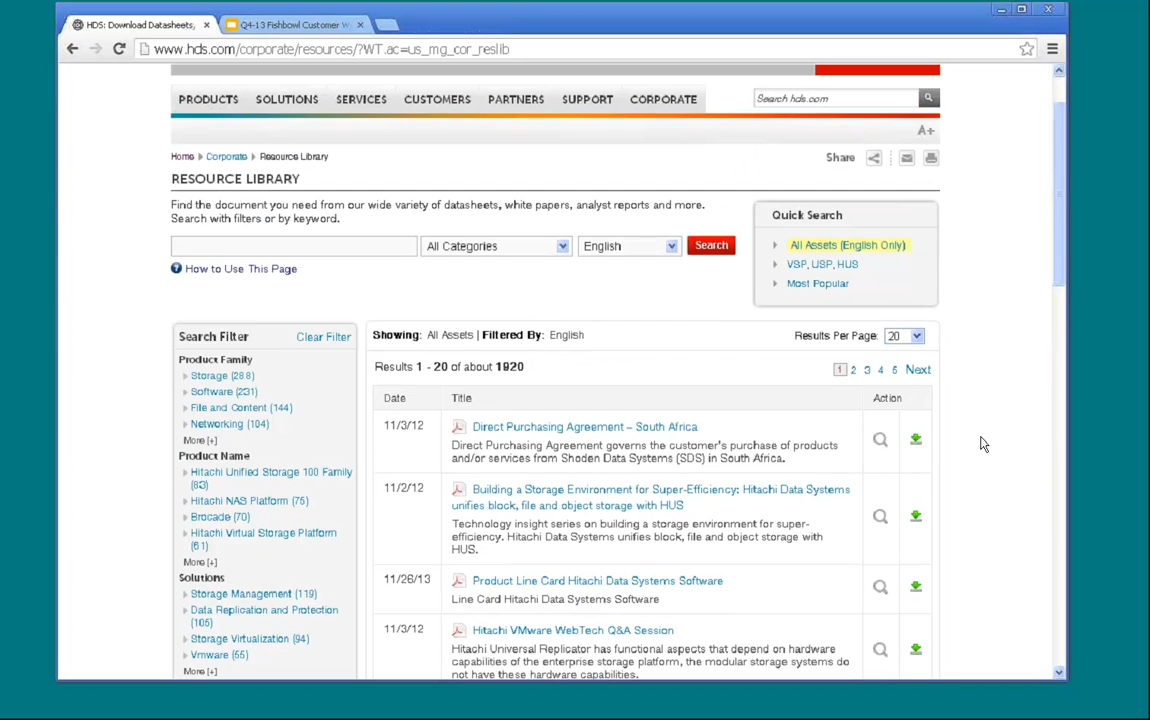 HDS: Download Datasheets,
Q4-13 Fishbowl Customer W
www.hds.com/corporate/resources/?WT.ac=us_mg_cor_reslib
PRODUCTS SOLUTIONS SERVICES CUSTOMERS PARTNERS SUPPORT CORPORATE
Search hds.com
A+
Home Corporate Resource Library
Share
RESOURCE LIBRARY
Find the document you need from our wide variety of datasheets, white papers, analyst reports and more.
Search with filters or by keyword.
All Categories English Search
? How to Use This Page
Quick Search
All Assets (English Only)
VSP, USP, HUS
Most Popular
Search Filter Clear Filter
Product Family
Storage (288)
Software (231)
File and Content (144)
Networking (104)
More [+]
Product Name
Hitachi Unified Storage 100 Family
(83)
Hitachi NAS Platform (75)
Brocade (70)
Hitachi Virtual Storage Platform
(61)
More [+]
Solutions
Storage Management (119)
Data Replication and Protection
(105)
Storage Virtualization (94)
Vmware (55)
More [+]
Showing: All Assets | Filtered By: English
Results Per Page: 20
Results 1 - 20 of about 1920
1 2 3 4 5 Next
Date Title Action
11/3/12 Direct Purchasing Agreement – South Africa
Direct Purchasing Agreement governs the customer's purchase of products
and/or services from Shoden Data Systems (SDS) in South Africa.
11/2/12 Building a Storage Environment for Super-Efficiency: Hitachi Data Systems
unifies block, file and object storage with HUS
Technology insight series on building a storage environment for super-
efficiency. Hitachi Data Systems unifies block, file and object storage with
HUS.
11/26/13 Product Line Card Hitachi Data Systems Software
Line Card Hitachi Data Systems Software
11/3/12 Hitachi VMware WebTech Q&A Session
Hitachi Universal Replicator has functional aspects that depend on hardware
capabilities of the enterprise storage platform, the modular storage systems do
not have these hardware capabilities.